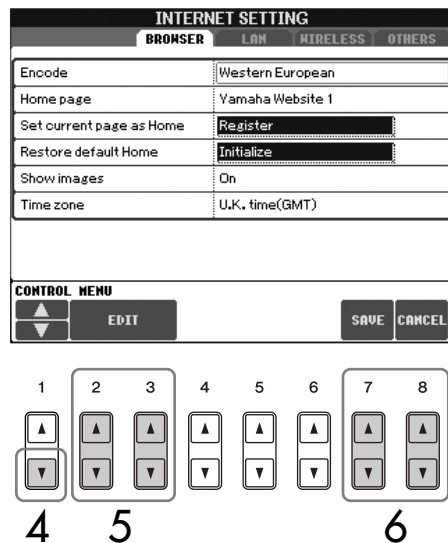 INTERNET SETTING
BROWSER LAN WIRELESS OTHERS
Encode Western European
Home page Yamaha Website 1
Set current page as Home Register
Restore default Home Initialize
Show images On
Time zone U.K. time(GMT)
CONTROL MENU
EDIT SAVE CANCEL
1 2 3 4 5 6 7 8
4 5 6